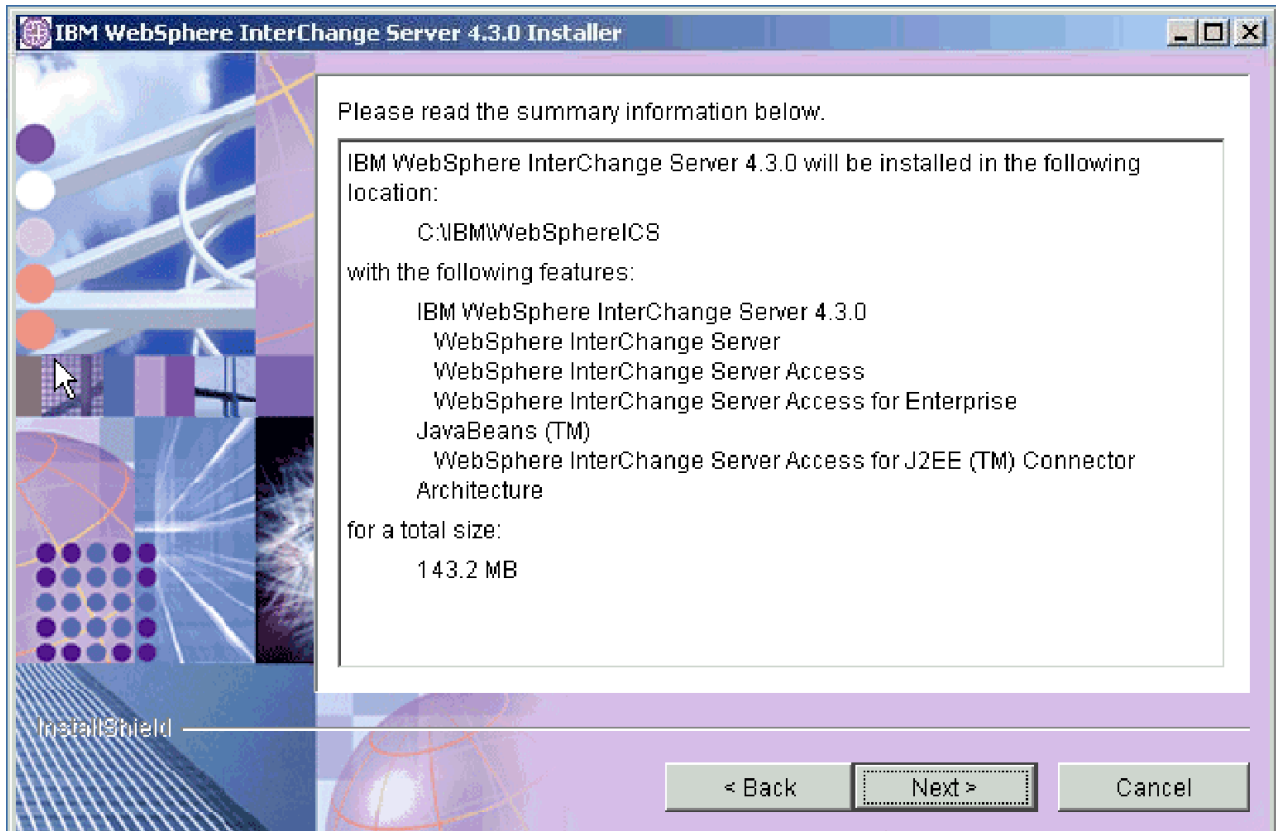 IBM WebSphere InterChange Server 4.3.0 Installer
Please read the summary information below.
IBM WebSphere InterChange Server 4.3.0 will be installed in the following
location:
C:\IBM\WebSphereICS
with the following features:
IBM WebSphere InterChange Server 4.3.0
WebSphere InterChange Server
WebSphere InterChange Server Access
WebSphere InterChange Server Access for Enterprise
JavaBeans (TM)
WebSphere InterChange Server Access for J2EE (TM) Connector
Architecture
for a total size:
143.2 MB
InstallShield
< Back
Next >
Cancel